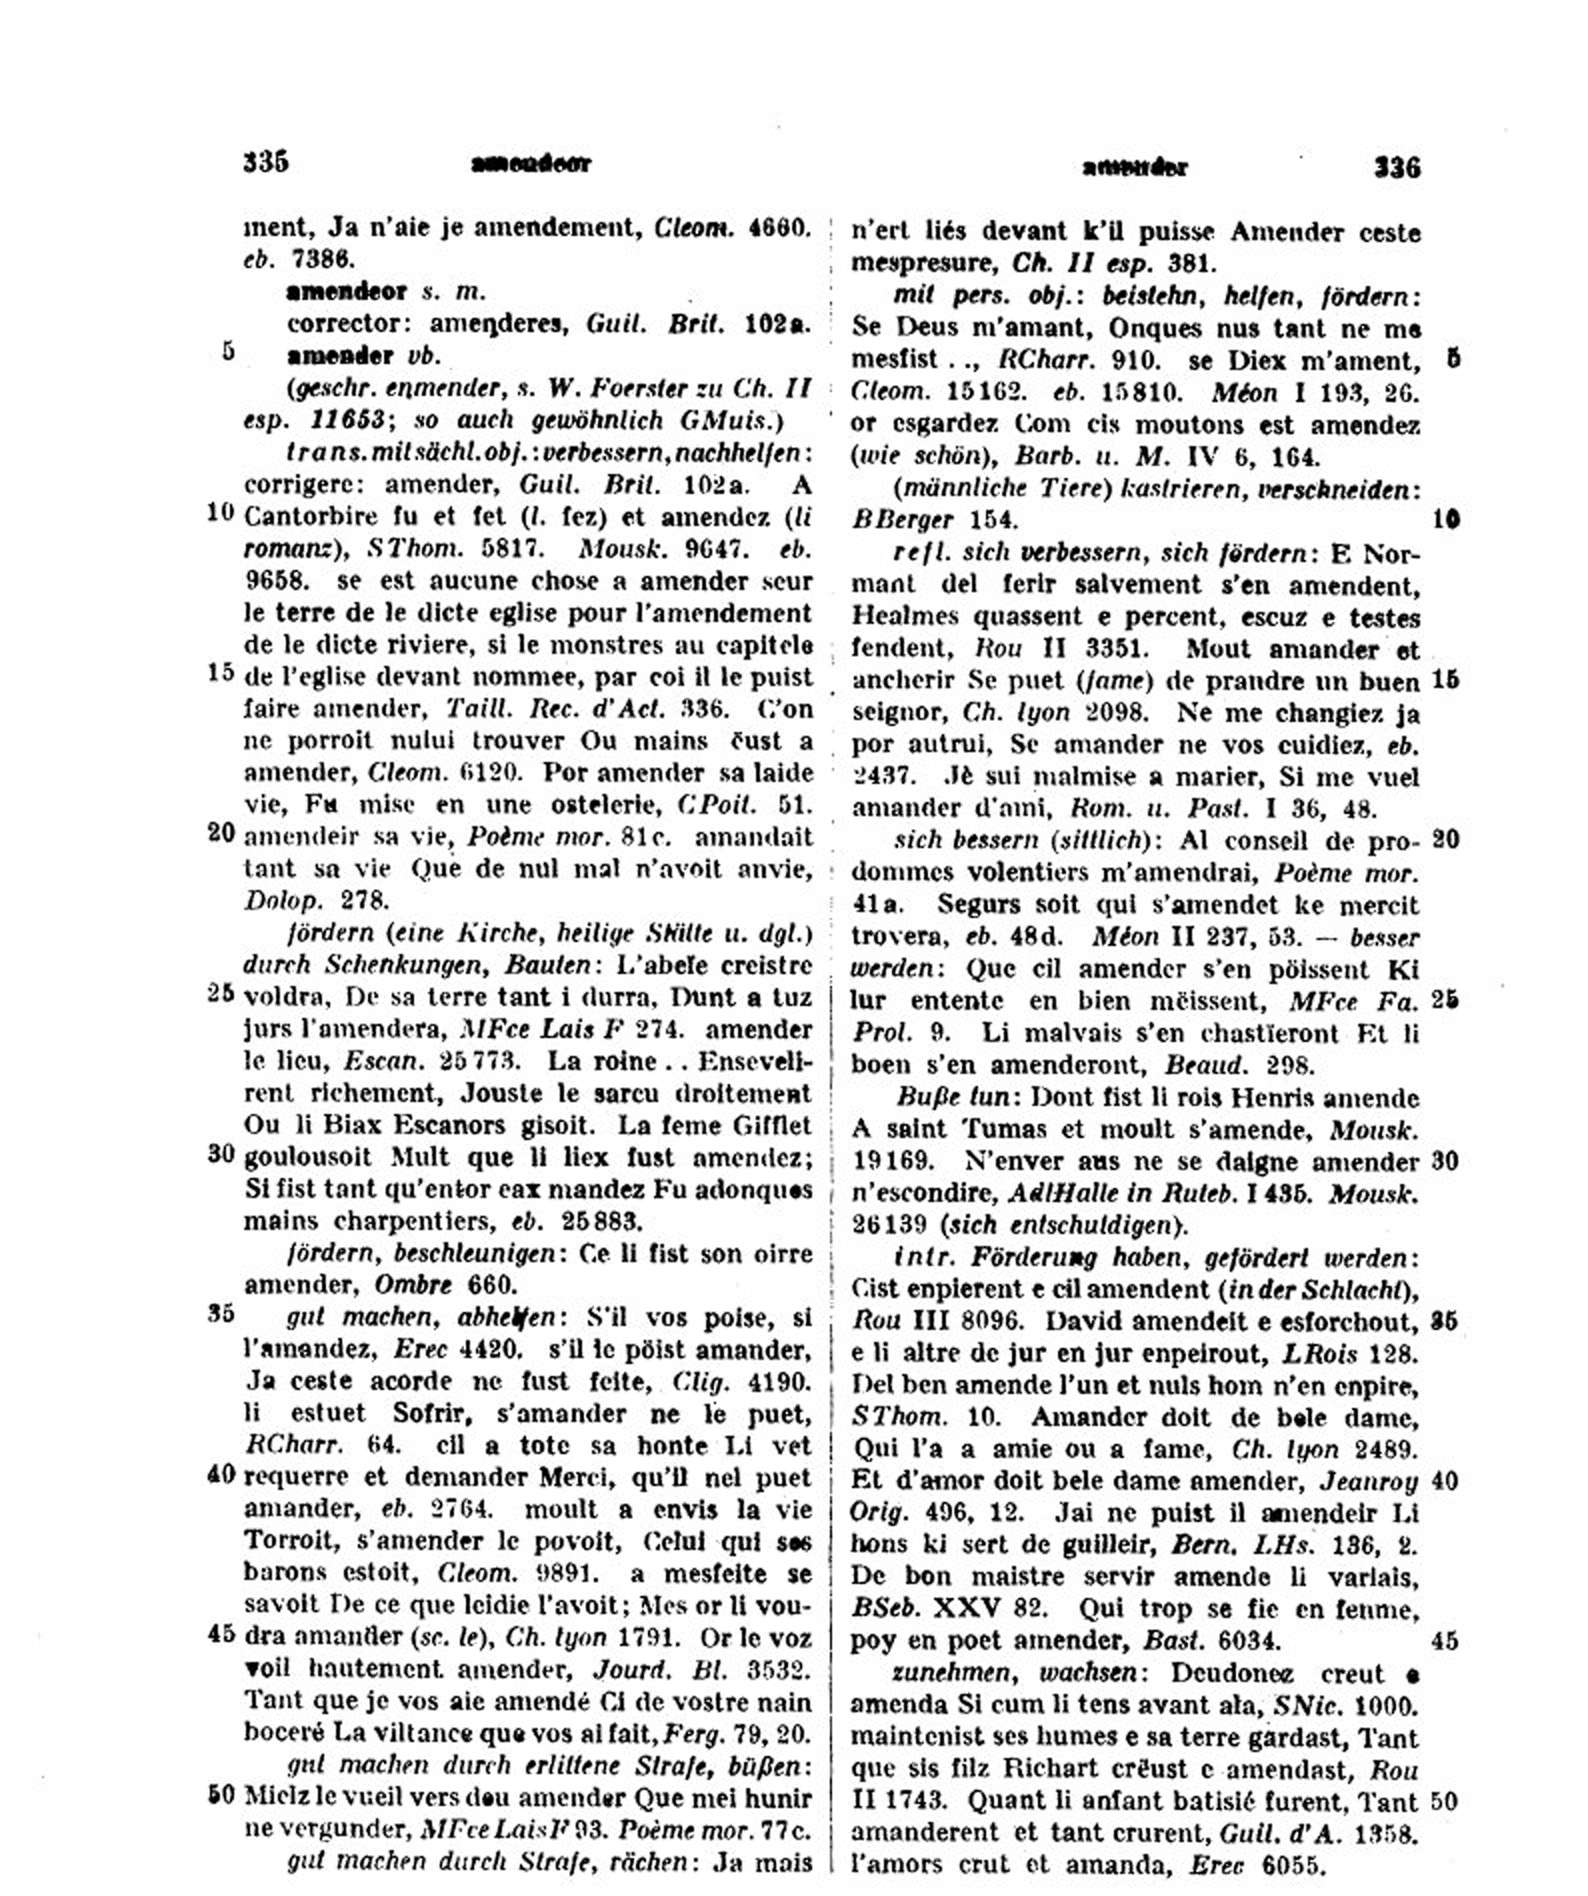 335 amendeor
ment, Ja n'aie je amendement, Cleom. 4660.
eb. 7386.
amendeor s. m.
corrector: amenderes, Guil. Brit. 102a.
5 amender vb.
(geschr. enmender, s. W. Foerster zu Ch. II
esp. 11653; so auch gewöhnlich GMuis.)
trans. mit sächl. obj.: verbessern, nachhelfen:
corrigere: amender, Guil. Brit. 102a. A
10 Cantorbire fu et fet (l. fez) et amendez (li
romanz), SThom. 5817. Mousk. 9647. eb.
9658. se est aucune chose a amender seur
le terre de le dicte eglise pour l'amendement
de le dicte riviere, si le monstres au capitele
15 de l'eglise devant nommee, par coi il le puist
faire amender, Taill. Rec. d'Act. 336. C'on
ne porroit nului trouver Ou mains ëust a
amender, Cleom. 6120. Por amender sa laide
vie, Fu mise en une ostelerie, CPoit. 51.
20 amendeir sa vie, Poème mor. 81c. amandait
tant sa vie Que de nul mal n'avoit anvie,
Dolop. 278.
fördern (eine Kirche, heilige Stätte u. dgl.)
durch Schenkungen, Bauten: L'abeïe creistre
25 voldra, De sa terre tant i durra, Dunt a tuz
jurs l'amendera, MFce Lais F 274. amender
le lieu, Escan. 25773. La roine . . Enseveli-
rent richement, Jouste le sarcu droitement
Ou li Biax Escanors gisoit. La feme Gifflet
30 goulousoit Mult que li liex fust amendez;
Si fist tant qu'entor eax mandez Fu adonques
mains charpentiers, eb. 25883.
fördern, beschleunigen: Ce li fist son oirre
amender, Ombre 660.
35 gut machen, abhelfen: S'il vos poise, si
l'amandez, Erec 4420. s'il le pöist amander,
Ja ceste acorde ne fust feite, Clig. 4190.
li estuet Sofrir, s'amander ne le puet,
RCharr. 64. cil a tote sa honte Li vet
40 requerre et demander Merci, qu'il nel puet
amander, eb. 2764. moult a envis la vie
Torroit, s'amender le povoit, Celui qui ses
barons estoit, Cleom. 9891. a mesfeite se
savoit De ce que leidie l'avoit; Mes or li vou-
45 dra amander (sc. le), Ch. lyon 1791. Or le voz
voil hautement amender, Jourd. Bl. 3532.
Tant que je vos aie amendé Ci de vostre nain
boceré La viltance que vos ai fait, Ferg. 79, 20.
gut machen durch erlittene Strafe, büßen:
50 Mielz le vueil vers deu amender Que mei hunir
ne vergunder, MFce Lais F 93. Poème mor. 77c.
gut machen durch Strafe, rächen: Ja mais
amender 336
n'ert liés devant k'il puisse Amender ceste
mespresure, Ch. II esp. 381.
mit pers. obj.: beistehn, helfen, fördern:
Se Deus m'amant, Onques nus tant ne me
mesfist . ., RCharr. 910. se Diex m'ament, 5
Cleom. 15162. eb. 15810. Méon I 193, 26.
or esgardez Com cis moutons est amendez
(wie schön), Barb. u. M. IV 6, 164.
(männliche Tiere) kastrieren, verschneiden:
BBerger 154. 10
refl. sich verbessern, sich fördern: E Nor-
mant del ferir salvement s'en amendent,
Healmes quassent e percent, escuz e testes
fendent, Rou II 3351. Mout amander et
ancherir Se puet (fame) de prandre un buen 15
seignor, Ch. lyon 2098. Ne me changiez ja
por autrui, Se amander ne vos cuidiez, eb.
2437. Je sui malmise a marier, Si me vuel
amander d'ami, Rom. u. Past. I 36, 48.
sich bessern (sittlich): Al conseil de pro- 20
dommes volentiers m'amendrai, Poème mor.
41a. Segurs soit qui s'amendet ke mercit
trovera, eb. 48d. Méon II 237, 53. — besser
werden: Que cil amender s'en pöissent Ki
lur entente en bien mëissent, MFce Fa. 25
Prol. 9. Li malvais s'en chastïeront Et li
boen s'en amenderont, Beaud. 298.
Buße tun: Dont fist li rois Henris amende
A saint Tumas et moult s'amende, Mousk.
19169. N'enver aus ne se daigne amender 30
n'escondire, AdlHalle in Ruteb. I 435. Mousk.
26139 (sich entschuldigen).
intr. Förderung haben, gefördert werden:
Cist enpierent e cil amendent (in der Schlacht),
Rou III 8096. David amendeit e esforchout, 35
e li altre de jur en jur enpeirout, LRois 128.
Del ben amende l'un et nuls hom n'en enpire,
SThom. 10. Amander doit de bele dame,
Qui l'a a amie ou a fame, Ch. lyon 2489.
Et d'amor doit bele dame amender, Jeanroy 40
Orig. 496, 12. Jai ne puist il amendeir Li
hons ki sert de guilleir, Bern. LHs. 136, 2.
De bon maistre servir amende li varlais,
BSeb. XXV 82. Qui trop se fie en femme,
poy en poet amender, Bast. 6034. 45
zunehmen, wachsen: Deudonez creut e
amenda Si cum li tens avant ala, SNic. 1000.
maintenist ses humes e sa terre gardast, Tant
que sis filz Richart crëust e amendast, Rou
II 1743. Quant li anfant batisié furent, Tant 50
amanderent et tant crurent, Guil. d'A. 1358.
l'amors crut et amanda, Erec 6055.